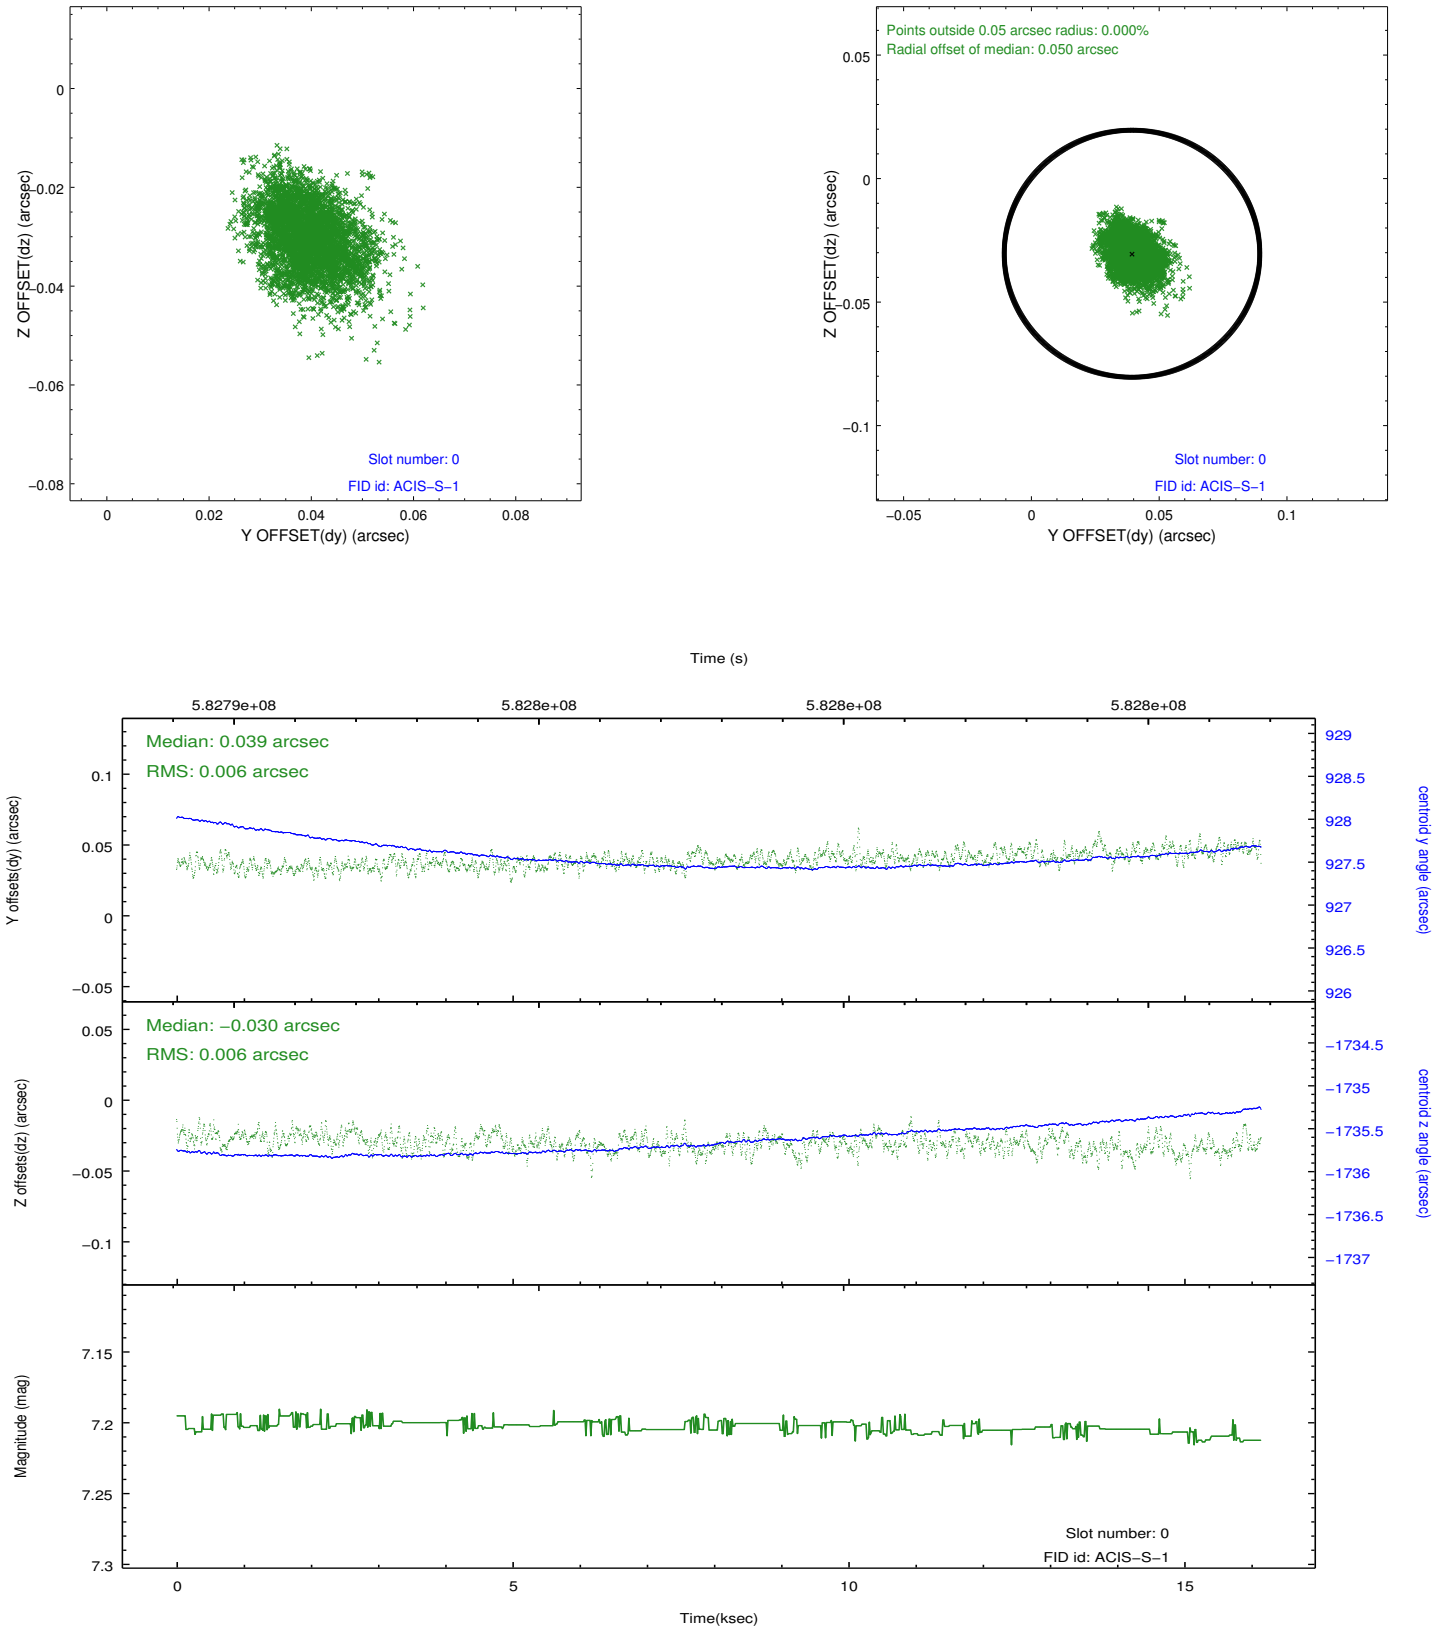 0
−0.02
−0.04
−0.06
−0.08
Z OFFSET(dz) (arcsec)
Slot number: 0
FID id: ACIS−S−1
0 0.02 0.04 0.06 0.08
Y OFFSET(dy) (arcsec)
Points outside 0.05 arcsec radius: 0.000%
Radial offset of median: 0.050 arcsec
0.05
0
−0.05
−0.1
Z OFFSET(dz) (arcsec)
Slot number: 0
FID id: ACIS−S−1
−0.05 0 0.05 0.1
Y OFFSET(dy) (arcsec)
Time (s)
5.8279e+08 5.828e+08 5.828e+08 5.828e+08
Median: 0.039 arcsec
RMS: 0.006 arcsec
0.1
0.05
0
−0.05
Y offsets(dy) (arcsec)
929
928.5
928
927.5
927
926.5
926
centroid y angle (arcsec)
Median: −0.030 arcsec
RMS: 0.006 arcsec
0.05
0
−0.05
−0.1
Z offsets(dz) (arcsec)
−1734.5
−1735
−1735.5
−1736
−1736.5
−1737
centroid z angle (arcsec)
7.15
7.2
7.25
7.3
Magnitude (mag)
Slot number: 0
FID id: ACIS−S−1
0 5 10 15
Time(ksec)